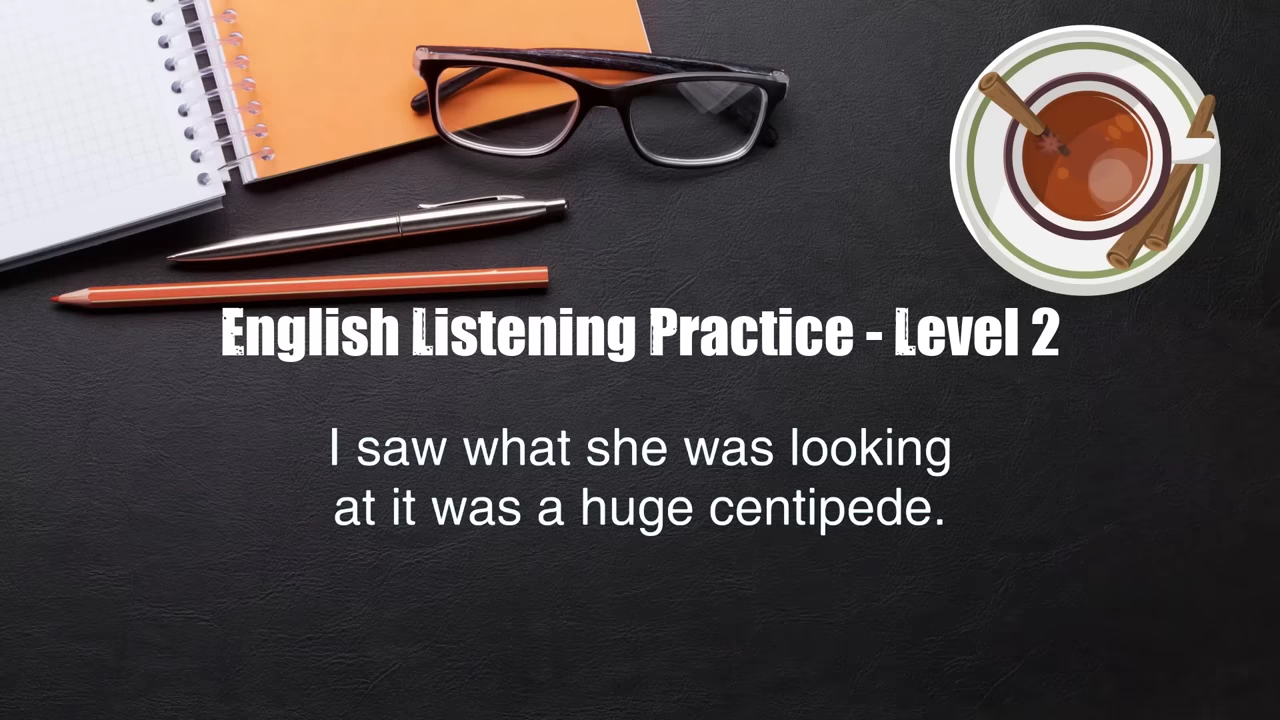 English Listening Practice - Level 2
I saw what she was looking
at it was a huge centipede.